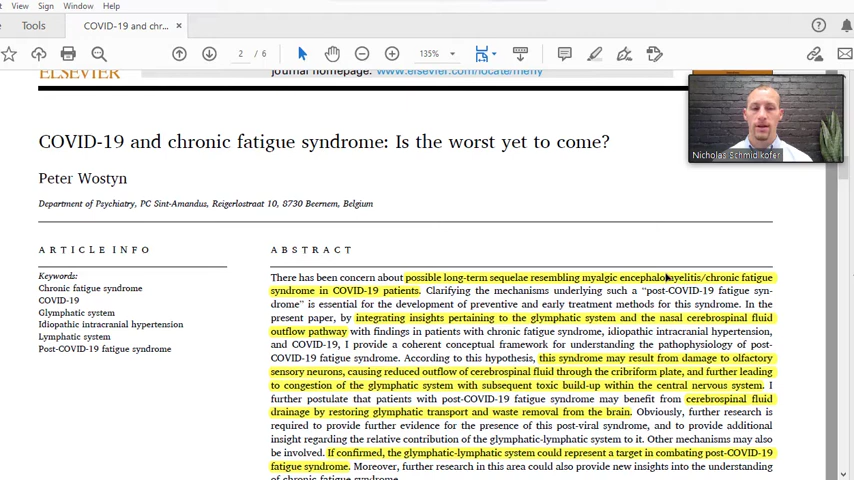 View Sign Window Help
Tools COVID-19 and chr... ×
2 / 6 135%
ELSEVIER journal homepage: www.elsevier.com/locate/mehy
COVID-19 and chronic fatigue syndrome: Is the worst yet to come?
Nicholas Schmidkofer
Peter Wostyn
Department of Psychiatry, PC Sint-Amandus, Reigerlostraat 10, 8730 Beernem, Belgium
ARTICLE INFO
Keywords:
Chronic fatigue syndrome
COVID-19
Glymphatic system
Idiopathic intracranial hypertension
Lymphatic system
Post-COVID-19 fatigue syndrome
ABSTRACT
There has been concern about possible long-term sequelae resembling myalgic encephalomyelitis/chronic fatigue
syndrome in COVID-19 patients. Clarifying the mechanisms underlying such a “post-COVID-19 fatigue syn-
drome” is essential for the development of preventive and early treatment methods for this syndrome. In the
present paper, by integrating insights pertaining to the glymphatic system and the nasal cerebrospinal fluid
outflow pathway with findings in patients with chronic fatigue syndrome, idiopathic intracranial hypertension,
and COVID-19, I provide a coherent conceptual framework for understanding the pathophysiology of post-
COVID-19 fatigue syndrome. According to this hypothesis, this syndrome may result from damage to olfactory
sensory neurons, causing reduced outflow of cerebrospinal fluid through the cribriform plate, and further leading
to congestion of the glymphatic system with subsequent toxic build-up within the central nervous system. I
further postulate that patients with post-COVID-19 fatigue syndrome may benefit from cerebrospinal fluid
drainage by restoring glymphatic transport and waste removal from the brain. Obviously, further research is
required to provide further evidence for the presence of this post-viral syndrome, and to provide additional
insight regarding the relative contribution of the glymphatic-lymphatic system to it. Other mechanisms may also
be involved. If confirmed, the glymphatic-lymphatic system could represent a target in combating post-COVID-19
fatigue syndrome. Moreover, further research in this area could also provide new insights into the understanding
of chronic fatigue syndrome.